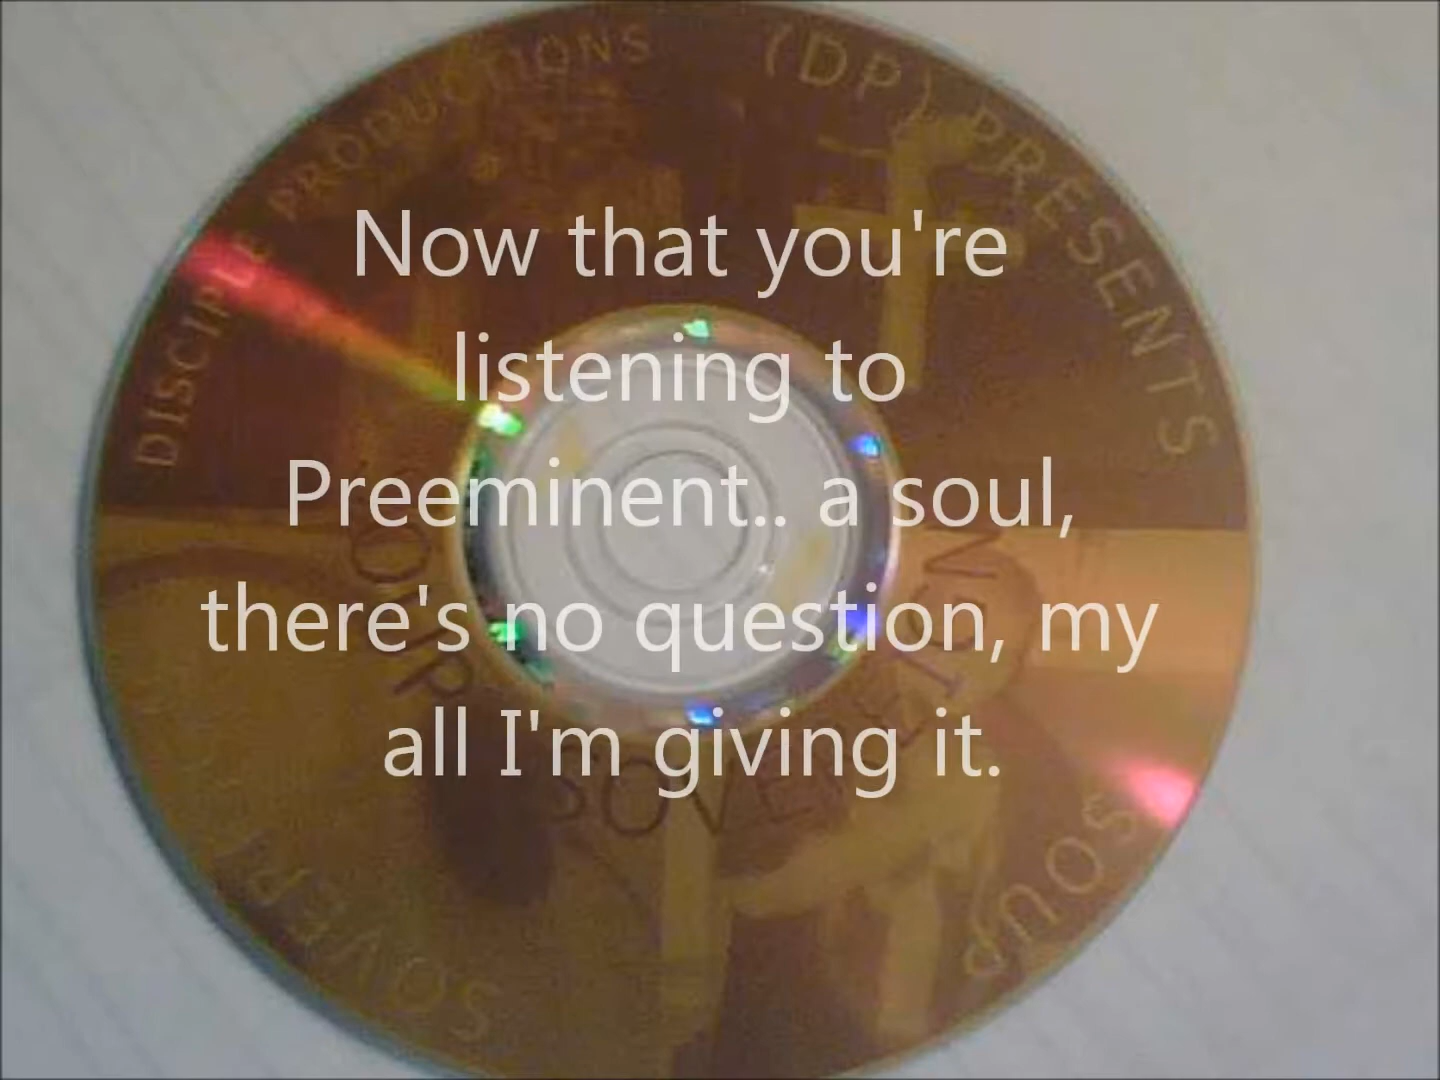 DISCIPLE PRODUCTIONS (DP) PRESENTS
Now that you're
listening to
Preeminent.. a soul,
there's no question, my
all I'm giving it.
SOUP